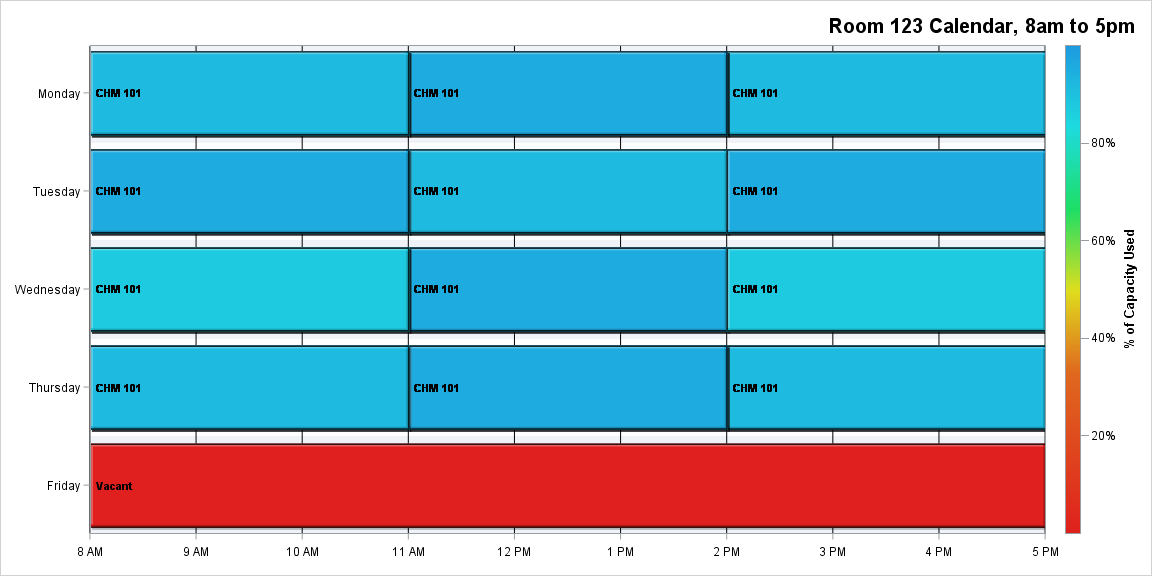 Room 123 Calendar, 8am to 5pm
Monday CHM 101 CHM 101 CHM 101
80%
Tuesday CHM 101 CHM 101 CHM 101
60%
% of Capacity Used
Wednesday CHM 101 CHM 101 CHM 101
40%
Thursday CHM 101 CHM 101 CHM 101
20%
Friday Vacant
8 AM 9 AM 10 AM 11 AM 12 PM 1 PM 2 PM 3 PM 4 PM 5 PM